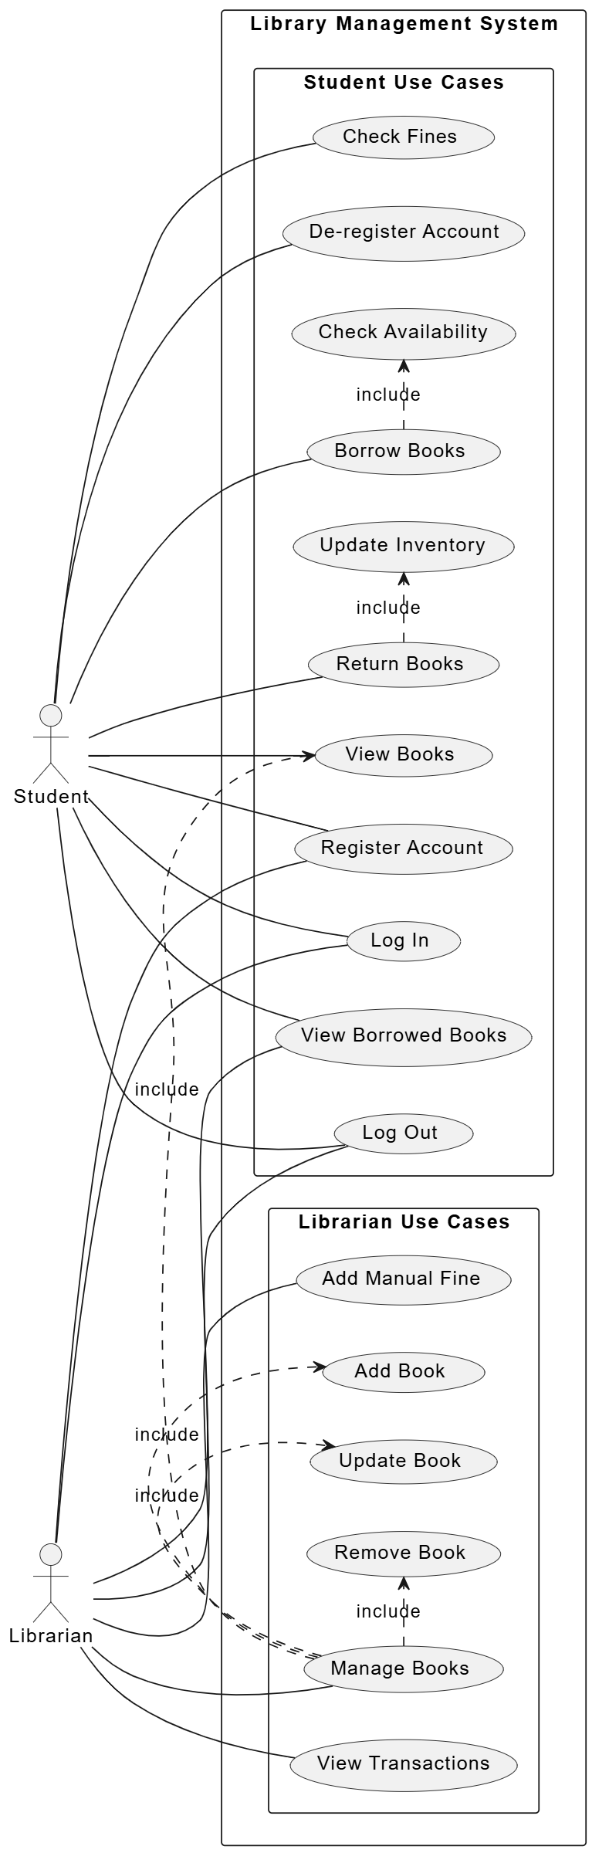 Library Management System
Student Use Cases
Check Fines
De-register Account
Check Availability
include
Borrow Books
Update Inventory
include
Return Books
View Books
Student
Register Account
Log In
View Borrowed Books
include
Log Out
Librarian Use Cases
Add Manual Fine
Add Book
include
Update Book
include
Remove Book
include
Librarian
Manage Books
View Transactions